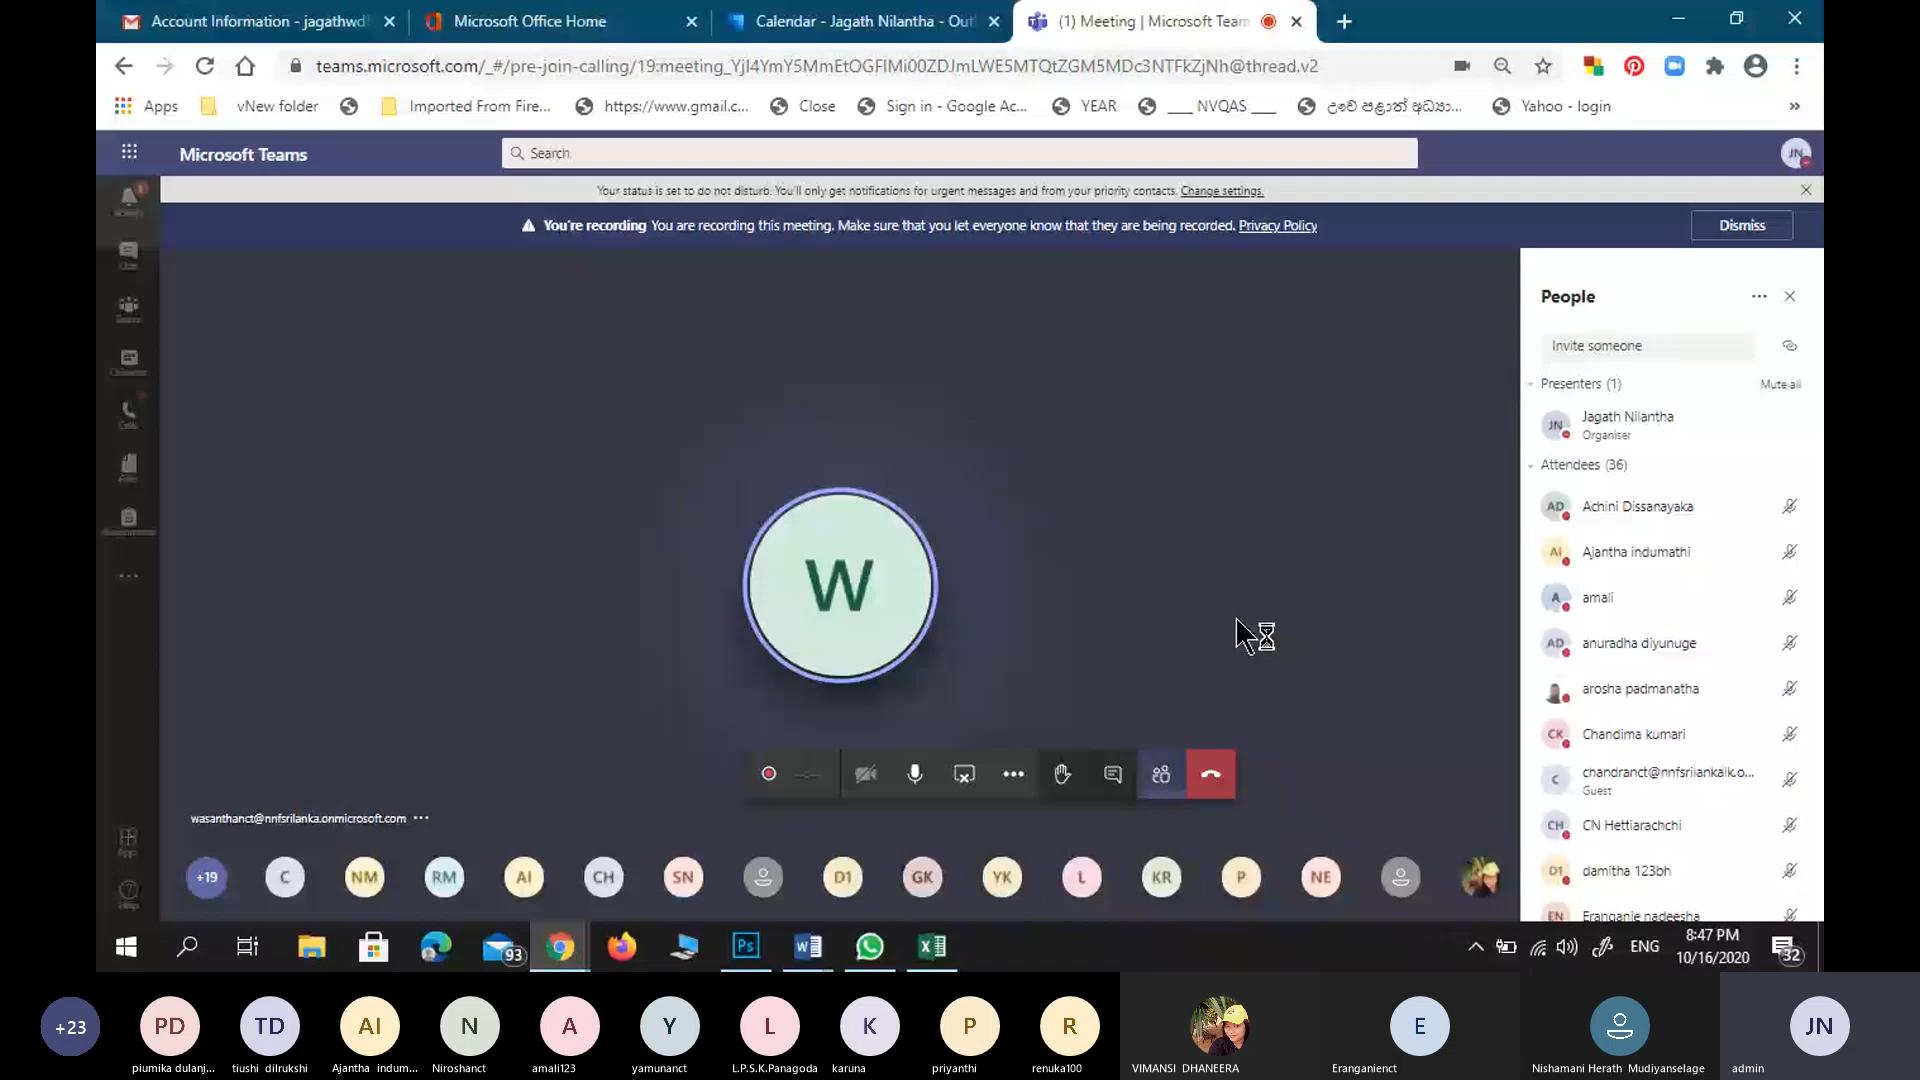 Account Information - jagathwd
Microsoft Office Home
Calendar - Jagath Nilantha - Out
(1) Meeting | Microsoft Team
teams.microsoft.com/_#/pre-join-calling/19:meeting_YjI4YmY5MmEtOGFlMi00ZDJmLWE5MTQtZGM5MDc3NTFkZjNh@thread.v2
Apps
vNew folder
Imported From Fire...
https://www.gmail.c...
Close
Sign in - Google Ac...
YEAR
___ NVQAS ___
ඌව පළාත් අධ්‍යා...
Yahoo - login
»
Microsoft Teams
Search
JN
Your status is set to do not disturb. You'll only get notifications for urgent messages and from your priority contacts. Change settings.
You're recording You are recording this meeting. Make sure that you let everyone know that they are being recorded. Privacy Policy
Dismiss
People
Invite someone
Presenters (1)
Mute all
JN
Jagath Nilantha
Organiser
Attendees (36)
AD Achini Dissanayaka
AI Ajantha indumathi
A amali
AD anuradha diyunuge
arosha padmanatha
CK Chandima kumari
C chandranct@nnfsrilankalk.o...
Guest
CH CN Hettiarachchi
D1 damitha 123bh
EN Eranganie nadeesha
W
wasanthanct@nnfsrilanka.onmicrosoft.com
+19 C NM RM AI CH SN D1 GK YK L KR P NE
93
Ps
ENG
8:47 PM
10/16/2020
32
+23 PD TD AI N A Y L K P R E JN
piumika dulanj...
tiushi dilrukshi
Ajantha indum...
Niroshanct
amali123
yamunanct
L.P.S.K.Panagoda
karuna
priyanthi
renuka100
VIMANSI DHANEERA
Eranganienct
Nishamani Herath Mudiyanselage
admin